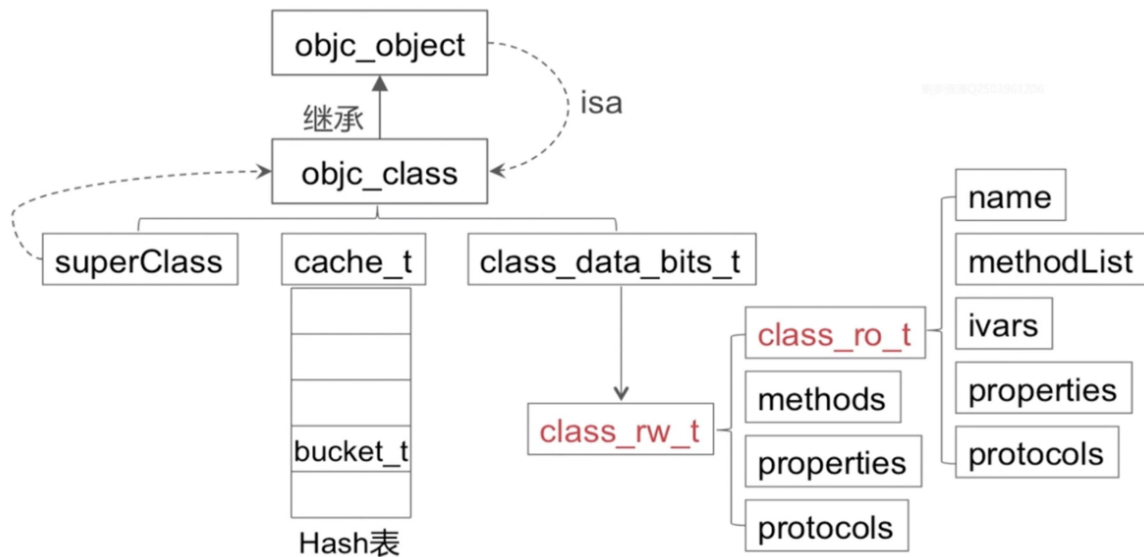 objc_object
isa
继承
objc_class
superClass
cache_t
class_data_bits_t
bucket_t
Hash表
class_rw_t
class_ro_t
methods
properties
protocols
name
methodList
ivars
properties
protocols